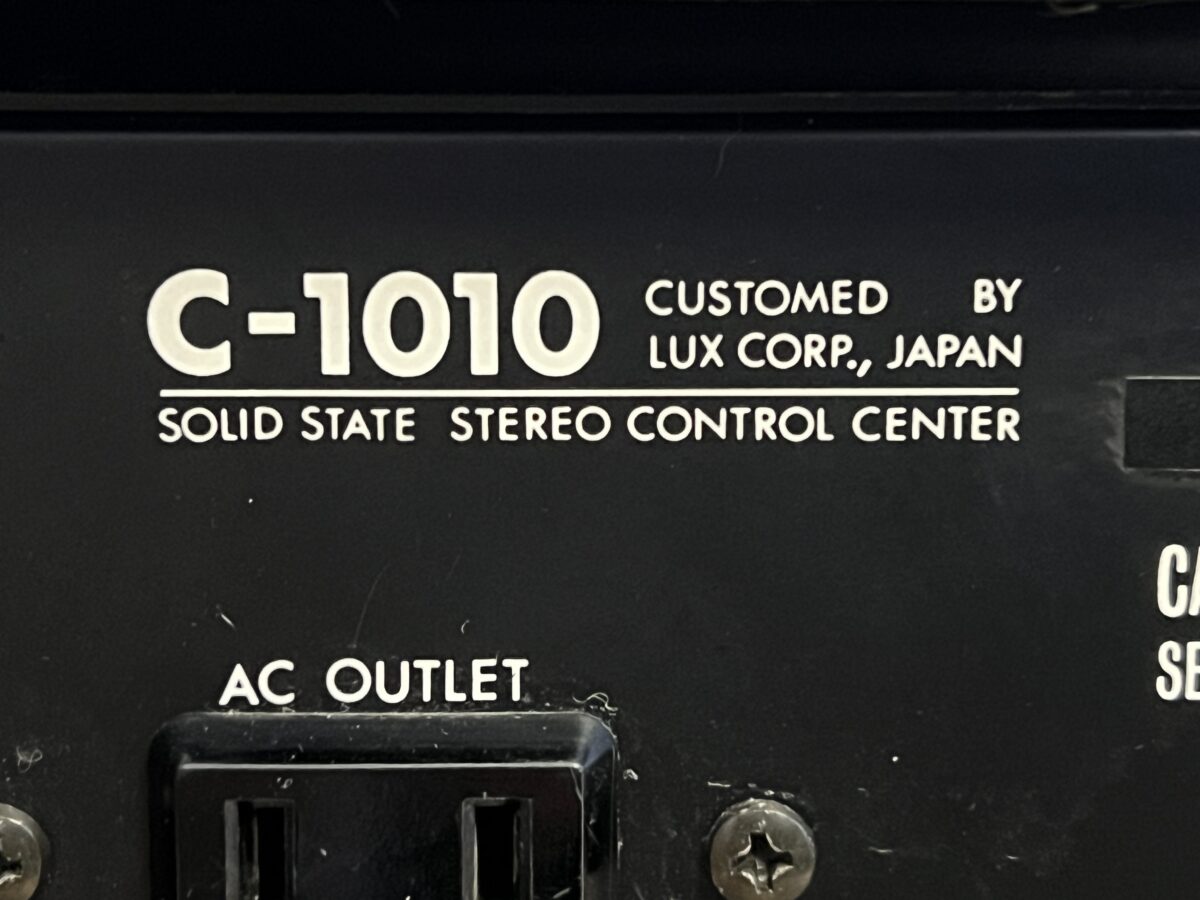 C-1010
CUSTOMED BY
LUX CORP., JAPAN
SOLID STATE STEREO CONTROL CENTER
AC OUTLET